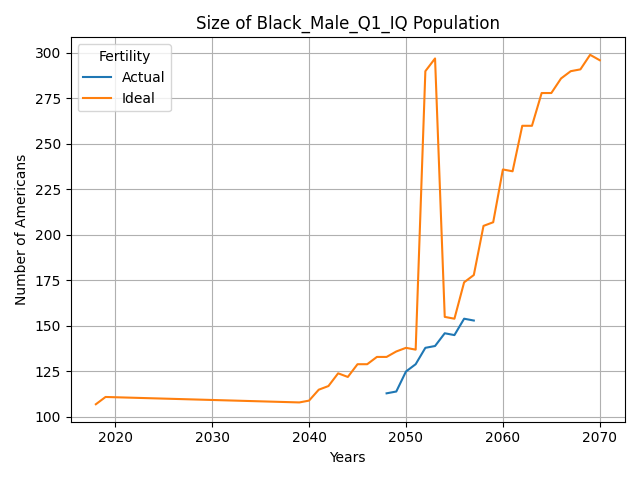 Size of Black_Male_Q1_IQ Population
Fertility
Actual
Ideal
Number of Americans
300
275
250
225
200
175
150
125
100
2020 2030 2040 2050 2060 2070
Years